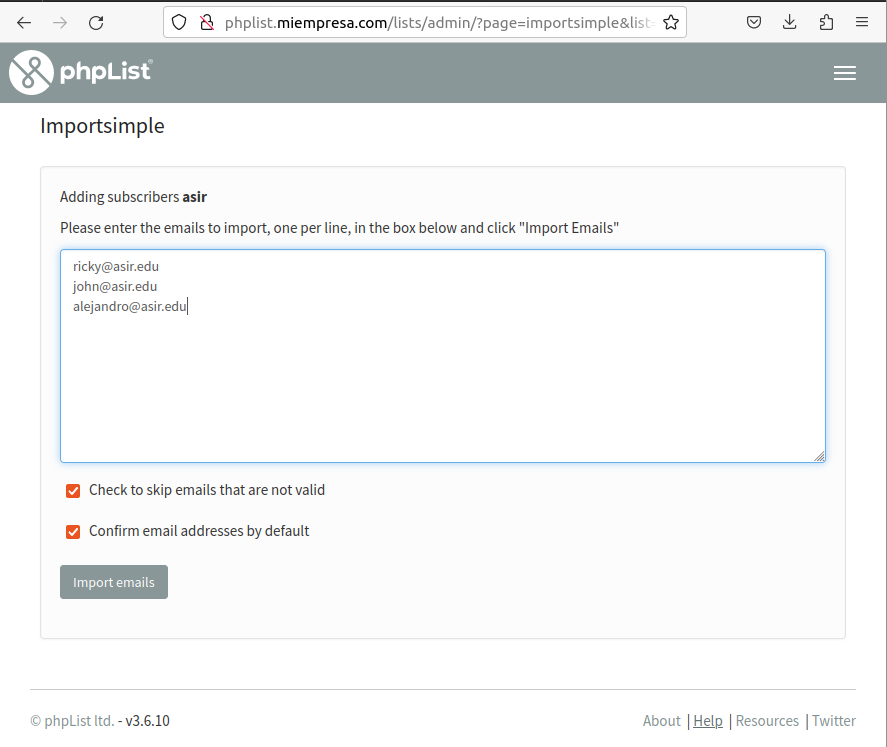 phplist.miempresa.com/lists/admin/?page=importsimple&list=
phpList
Importsimple
Adding subscribers asir
Please enter the emails to import, one per line, in the box below and click "Import Emails"
ricky@asir.edu
john@asir.edu
alejandro@asir.edu
Check to skip emails that are not valid
Confirm email addresses by default
Import emails
© phpList ltd. - v3.6.10
About | Help | Resources | Twitter